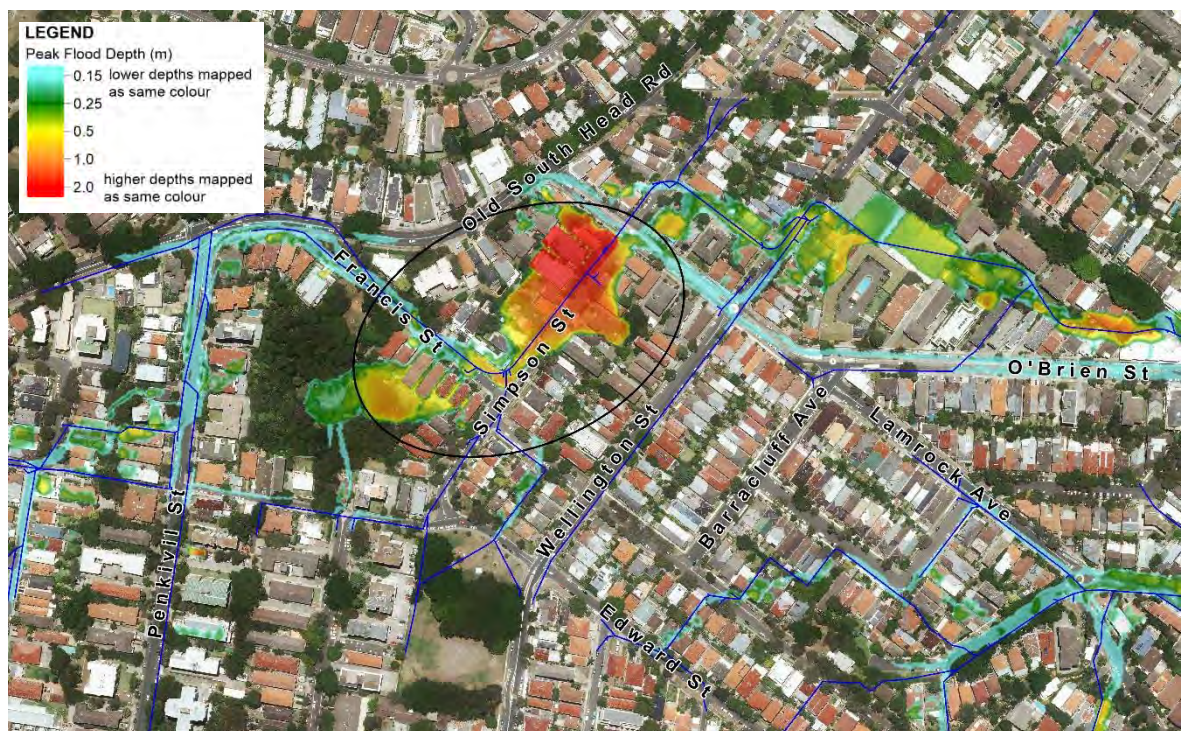 LEGEND
Peak Flood Depth (m)
0.15 lower depths mapped
as same colour
0.25
0.5
1.0
2.0 higher depths mapped
as same colour
Old South Head Rd
Francis St
Simpson St
O'Brien St
Wellington St
Barracluff Ave
Lamrock Ave
Penkivil St
Edward St